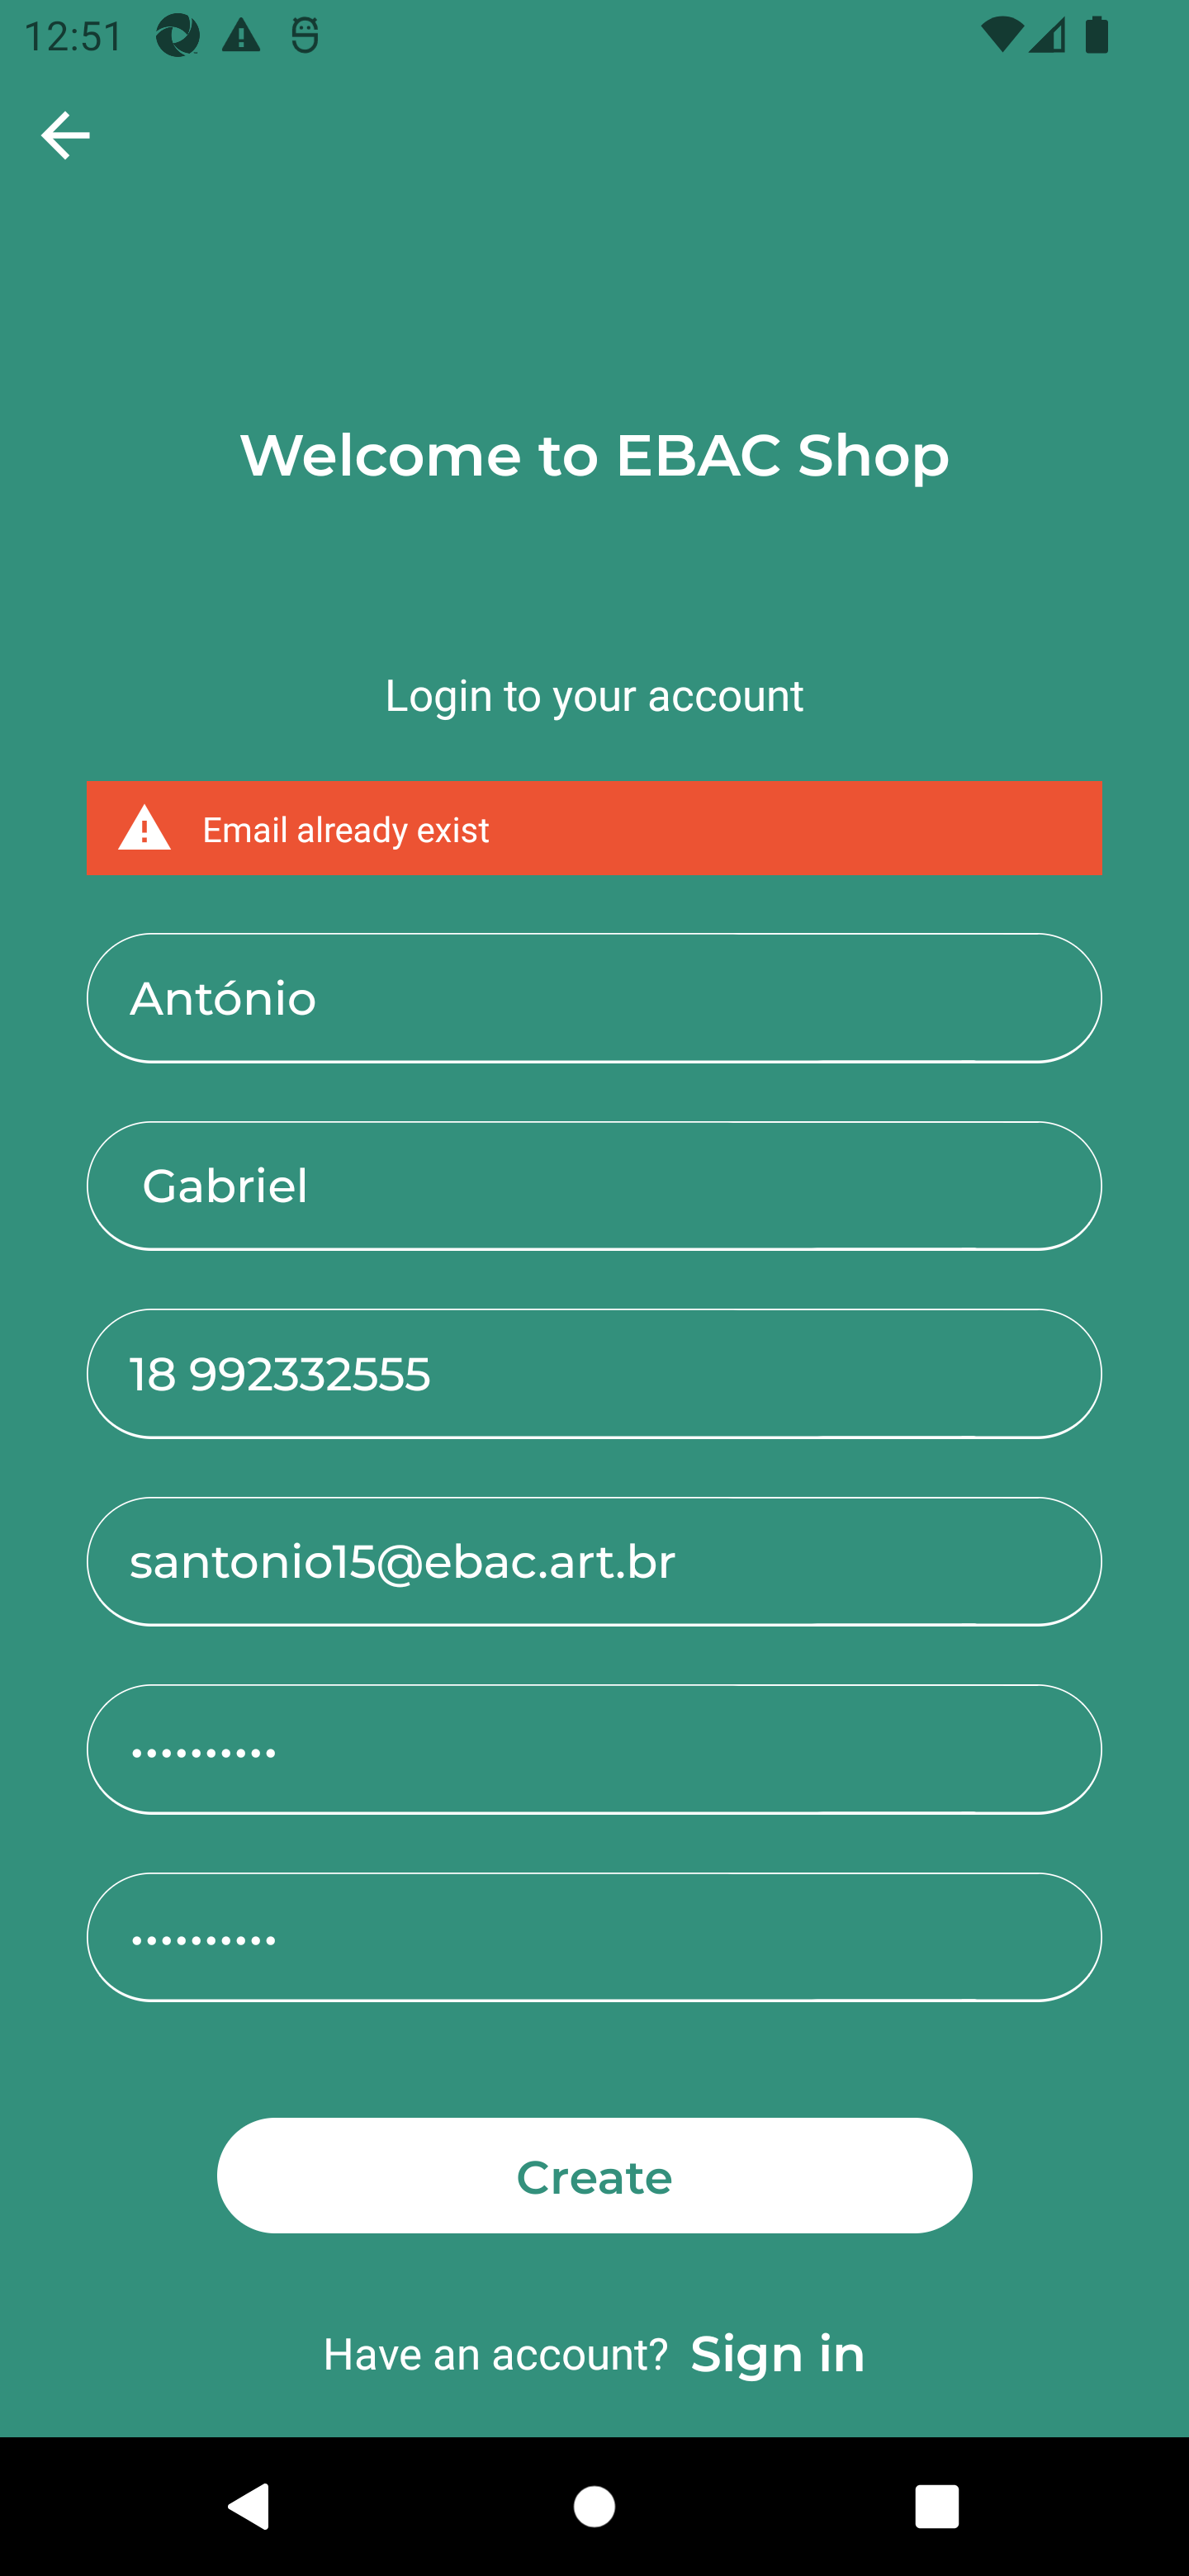 12:51
Welcome to EBAC Shop
Login to your account
Email already exist
António
Gabriel
18 992332555
santonio15@ebac.art.br
••••••••••
••••••••••
Create
Have an account? Sign in